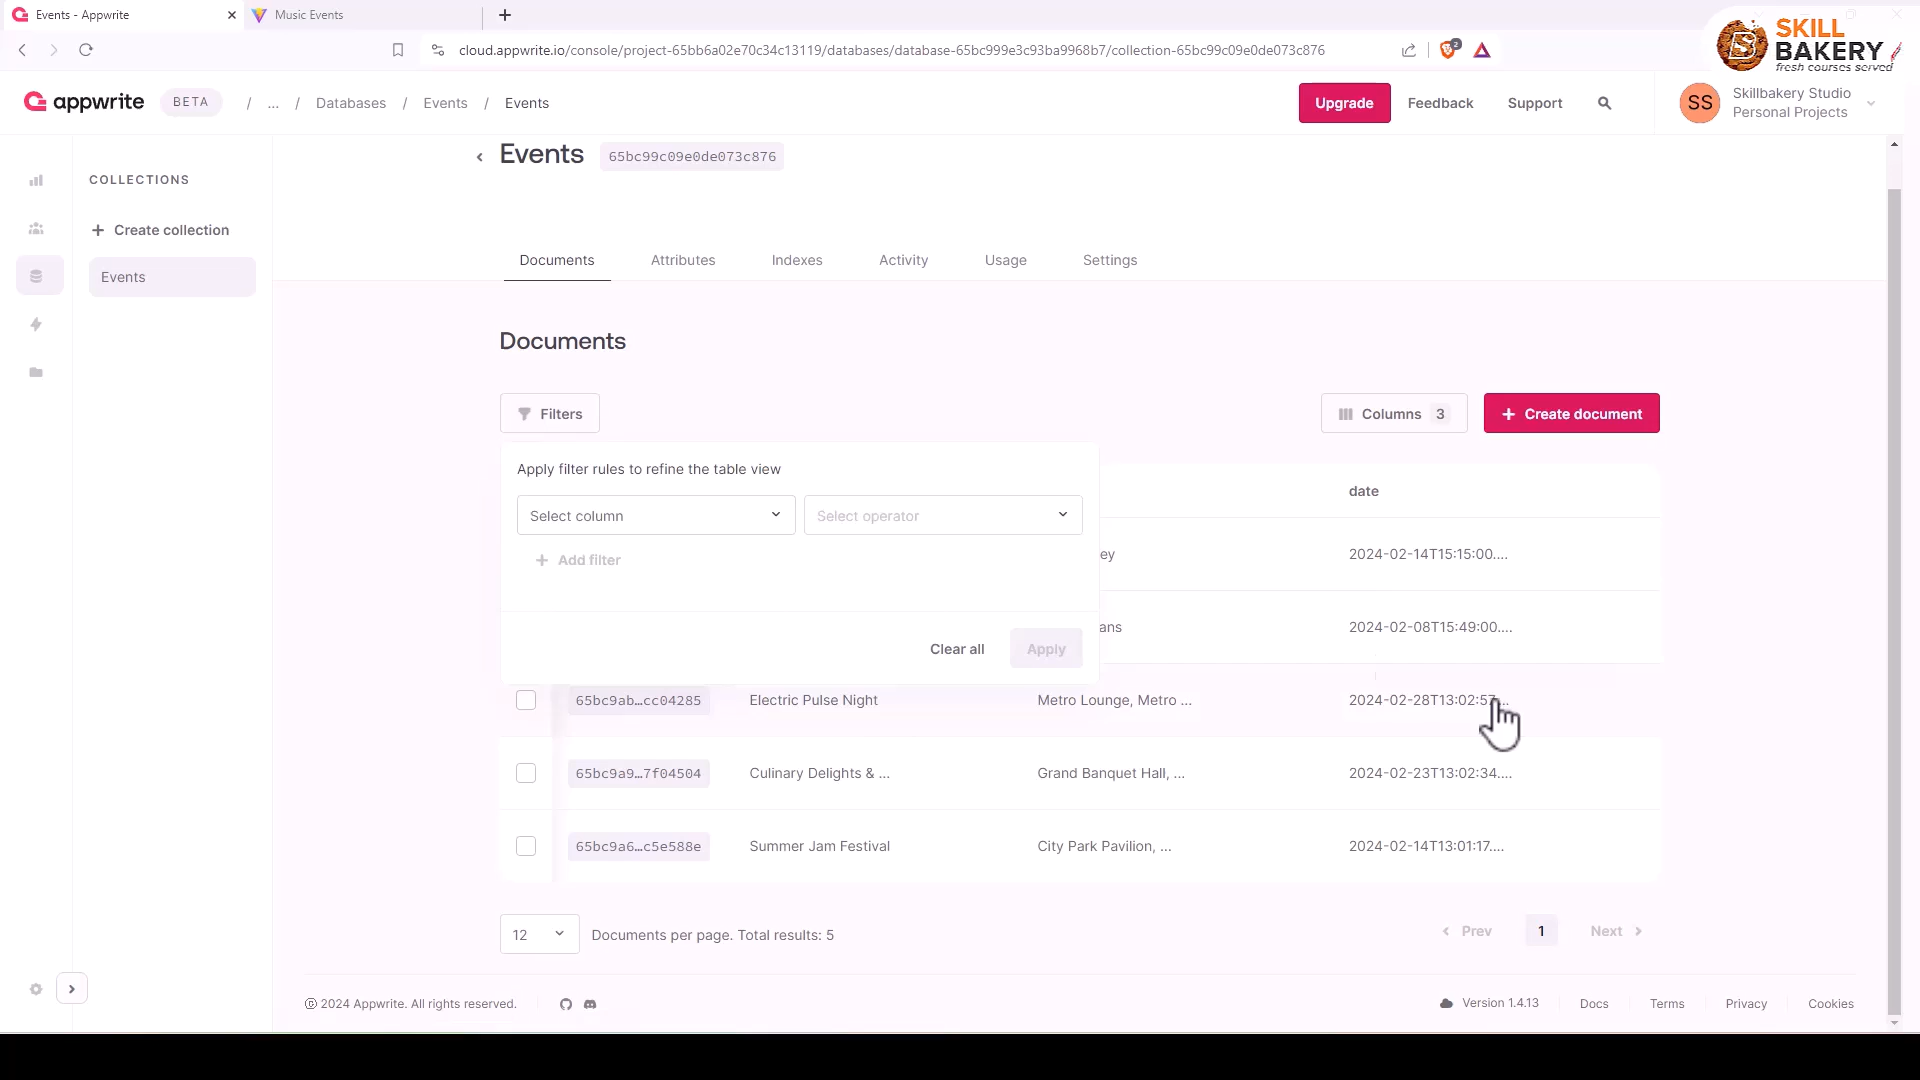 Events - Appwrite
Music Events
cloud.appwrite.io/console/project-65bb6a02e70c34c13119/databases/database-65bc999e3c93ba9968b7/collection-65bc99c09e0de073c876
2
SKILL
BAKERY
fresh courses served
appwrite BETA / ... / Databases / Events / Events
Upgrade Feedback Support
SS
Skillbakery Studio
Personal Projects
Events 65bc99c09e0de073c876
COLLECTIONS
Create collection
Events
Documents Attributes Indexes Activity Usage Settings
Documents
Filters
Columns 3
Create document
Apply filter rules to refine the table view
Select column
Select operator
Add filter
Clear all
Apply
date
ey 2024-02-14T15:15:00....
ans 2024-02-08T15:49:00....
65bc9ab...cc04285 Electric Pulse Night Metro Lounge, Metro ... 2024-02-28T13:02:57...
65bc9a9...7f04504 Culinary Delights & ... Grand Banquet Hall, ... 2024-02-23T13:02:34....
65bc9a6...c5e588e Summer Jam Festival City Park Pavilion, ... 2024-02-14T13:01:17....
12 Documents per page. Total results: 5
Prev 1 Next
© 2024 Appwrite. All rights reserved.
Version 1.4.13 Docs Terms Privacy Cookies